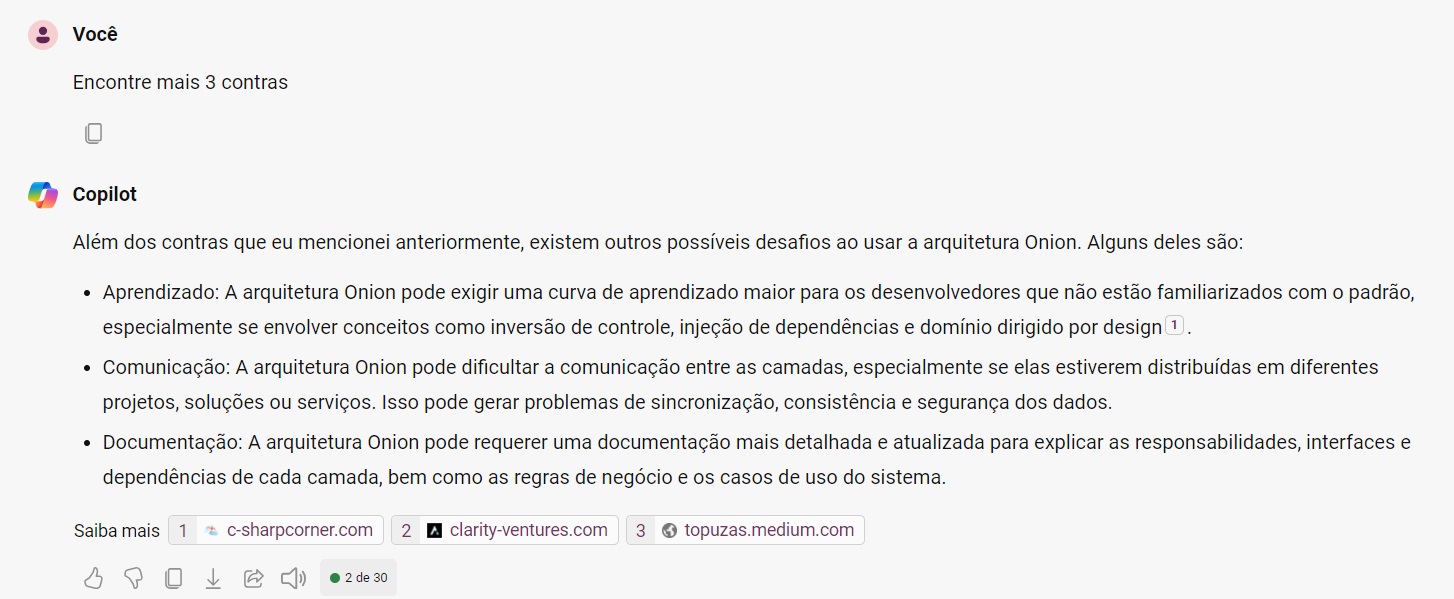 Você
Encontre mais 3 contras
Copilot
Além dos contras que eu mencionei anteriormente, existem outros possíveis desafios ao usar a arquitetura Onion. Alguns deles são:
• Aprendizado: A arquitetura Onion pode exigir uma curva de aprendizado maior para os desenvolvedores que não estão familiarizados com o padrão,
especialmente se envolver conceitos como inversão de controle, injeção de dependências e domínio dirigido por design 1 .
• Comunicação: A arquitetura Onion pode dificultar a comunicação entre as camadas, especialmente se elas estiverem distribuídas em diferentes
projetos, soluções ou serviços. Isso pode gerar problemas de sincronização, consistência e segurança dos dados.
• Documentação: A arquitetura Onion pode requerer uma documentação mais detalhada e atualizada para explicar as responsabilidades, interfaces e
dependências de cada camada, bem como as regras de negócio e os casos de uso do sistema.
Saiba mais 1 c-sharpcorner.com 2 clarity-ventures.com 3 topuzas.medium.com
2 de 30